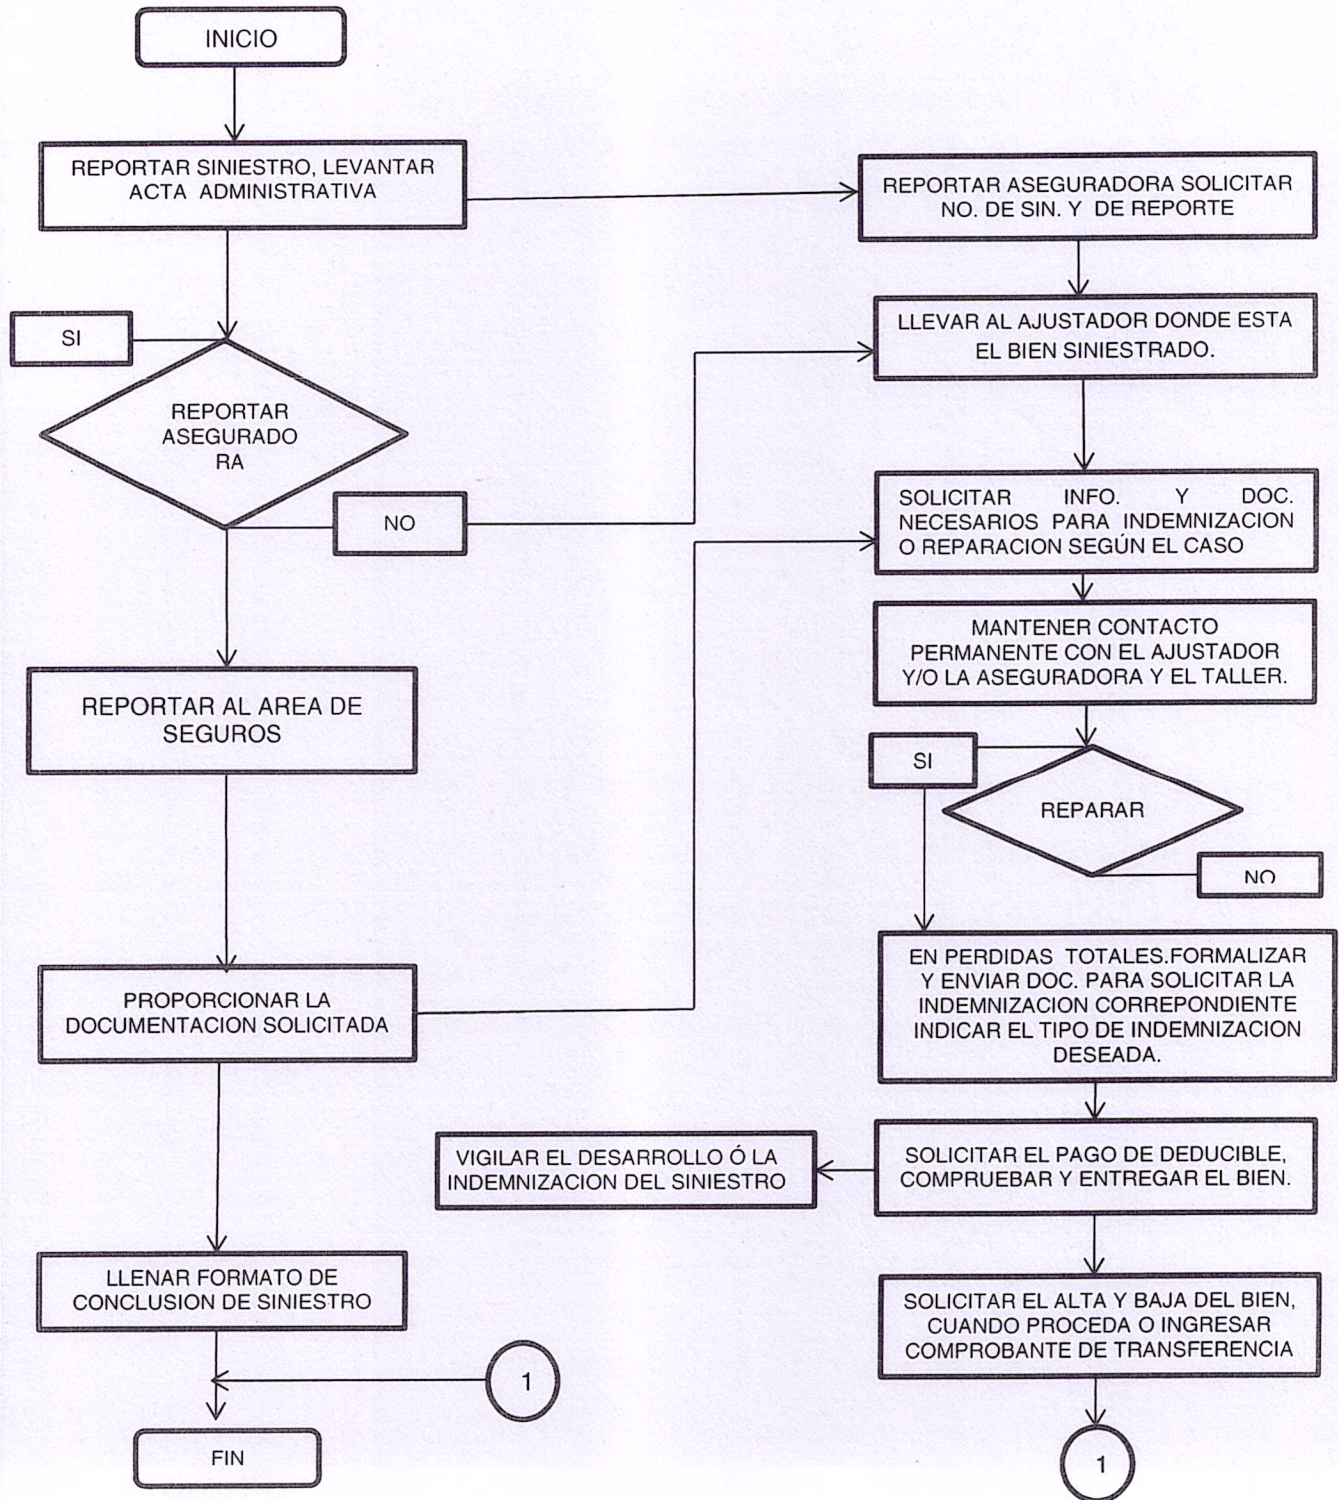 INICIO
REPORTAR SINIESTRO, LEVANTAR
ACTA ADMINISTRATIVA
SI
REPORTAR
ASEGURADO
RA
NO
REPORTAR AL AREA DE
SEGUROS
PROPORCIONAR LA
DOCUMENTACION SOLICITADA
LLENAR FORMATO DE
CONCLUSION DE SINIESTRO
1
FIN
REPORTAR ASEGURADORA SOLICITAR
NO. DE SIN. Y DE REPORTE
LLEVAR AL AJUSTADOR DONDE ESTA
EL BIEN SINIESTRADO.
SOLICITAR INFO. Y DOC.
NECESARIOS PARA INDEMNIZACION
O REPARACION SEGÚN EL CASO
MANTENER CONTACTO
PERMANENTE CON EL AJUSTADOR
Y/O LA ASEGURADORA Y EL TALLER.
SI
REPARAR
NO
EN PERDIDAS TOTALES.FORMALIZAR
Y ENVIAR DOC. PARA SOLICITAR LA
INDEMNIZACION CORREPONDIENTE
INDICAR EL TIPO DE INDEMNIZACION
DESEADA.
SOLICITAR EL PAGO DE DEDUCIBLE,
COMPRUEBAR Y ENTREGAR EL BIEN.
VIGILAR EL DESARROLLO Ó LA
INDEMNIZACION DEL SINIESTRO
SOLICITAR EL ALTA Y BAJA DEL BIEN,
CUANDO PROCEDA O INGRESAR
COMPROBANTE DE TRANSFERENCIA
1